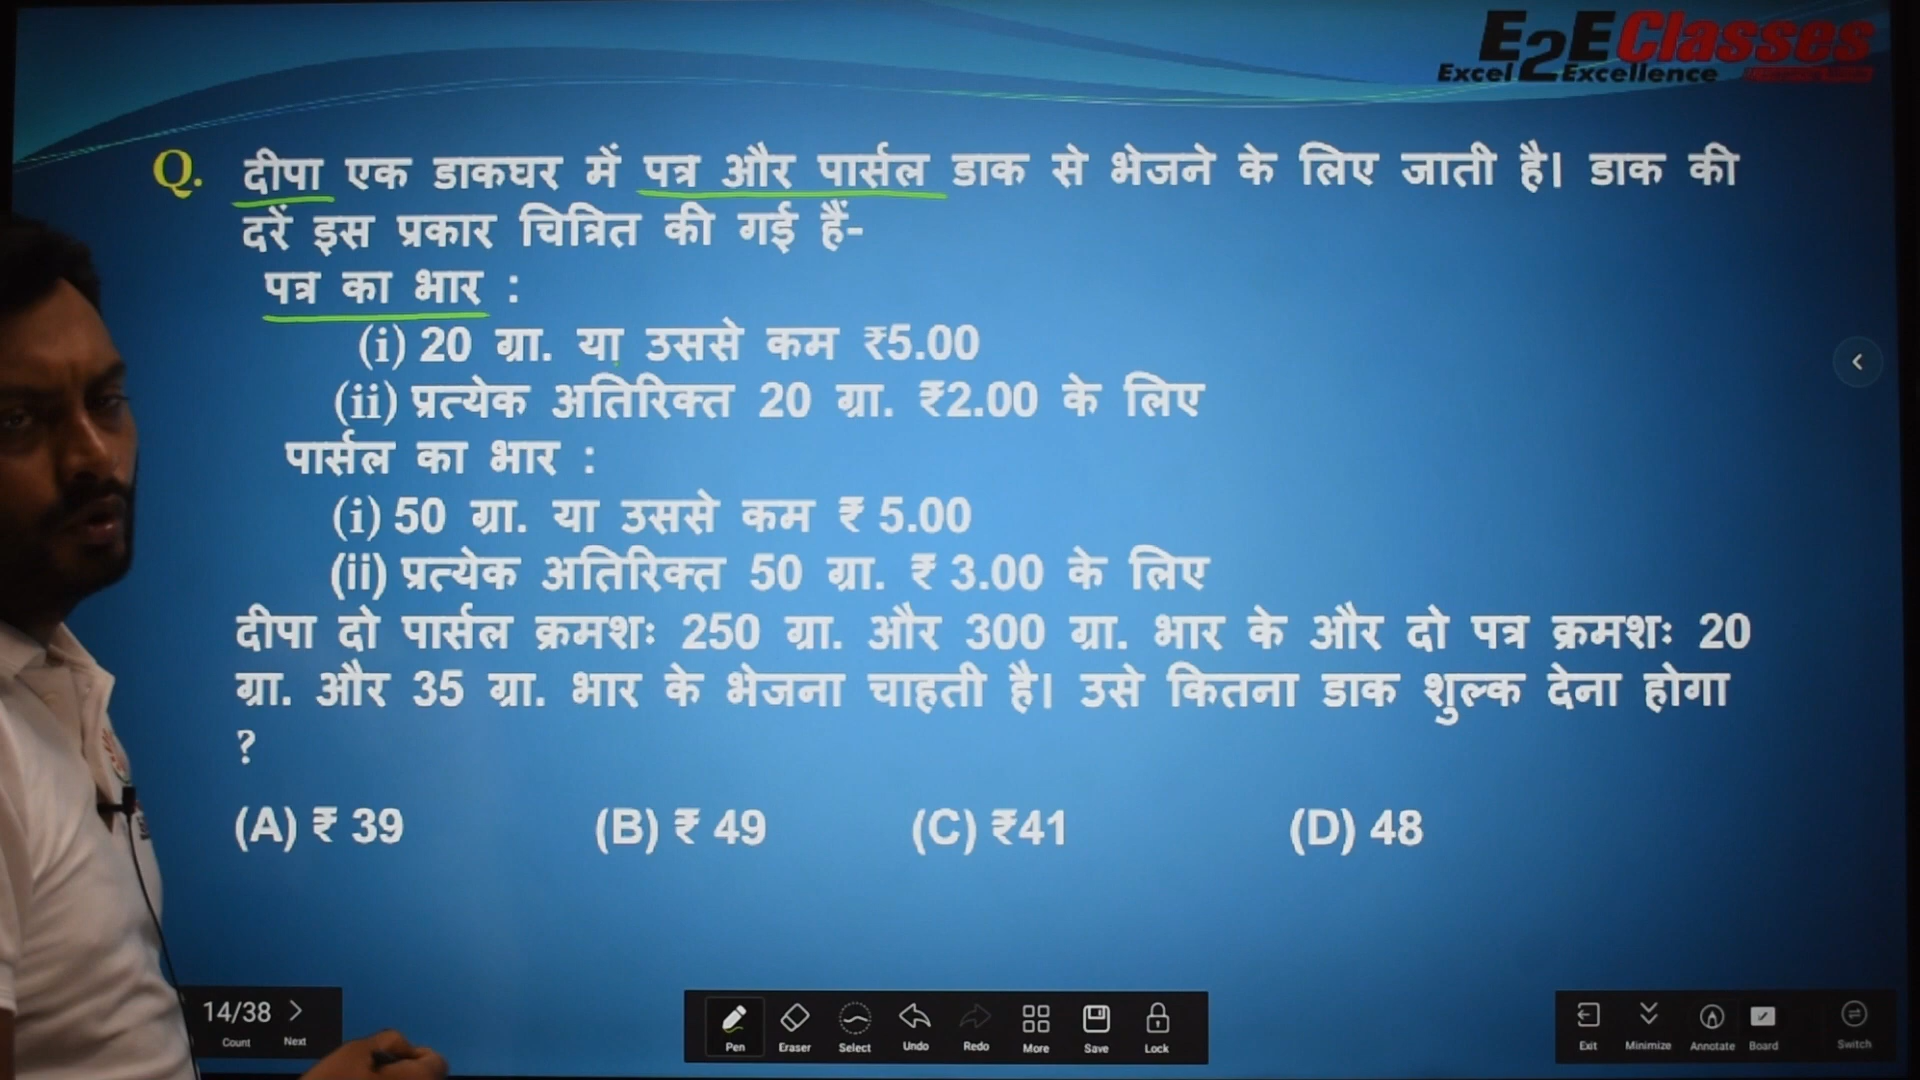 E2E Classes
Excel 2 Excellence
Q. दीपा एक डाकघर में पत्र और पार्सल डाक से भेजने के लिए जाती है। डाक की
दरें इस प्रकार चित्रित की गई हैं-
पत्र का भार :
(i) 20 ग्रा. या उससे कम ₹5.00
(ii) प्रत्येक अतिरिक्त 20 ग्रा. ₹2.00 के लिए
पार्सल का भार :
(i) 50 ग्रा. या उससे कम ₹ 5.00
(ii) प्रत्येक अतिरिक्त 50 ग्रा. ₹ 3.00 के लिए
दीपा दो पार्सल क्रमशः 250 ग्रा. और 300 ग्रा. भार के और दो पत्र क्रमशः 20
ग्रा. और 35 ग्रा. भार के भेजना चाहती है। उसे कितना डाक शुल्क देना होगा
?
(A) ₹ 39 (B) ₹ 49 (C) ₹41 (D) 48
14/38
Count Next
Pen Eraser Select Undo Redo More Save Lock
Exit Minimize Annotate Board Switch